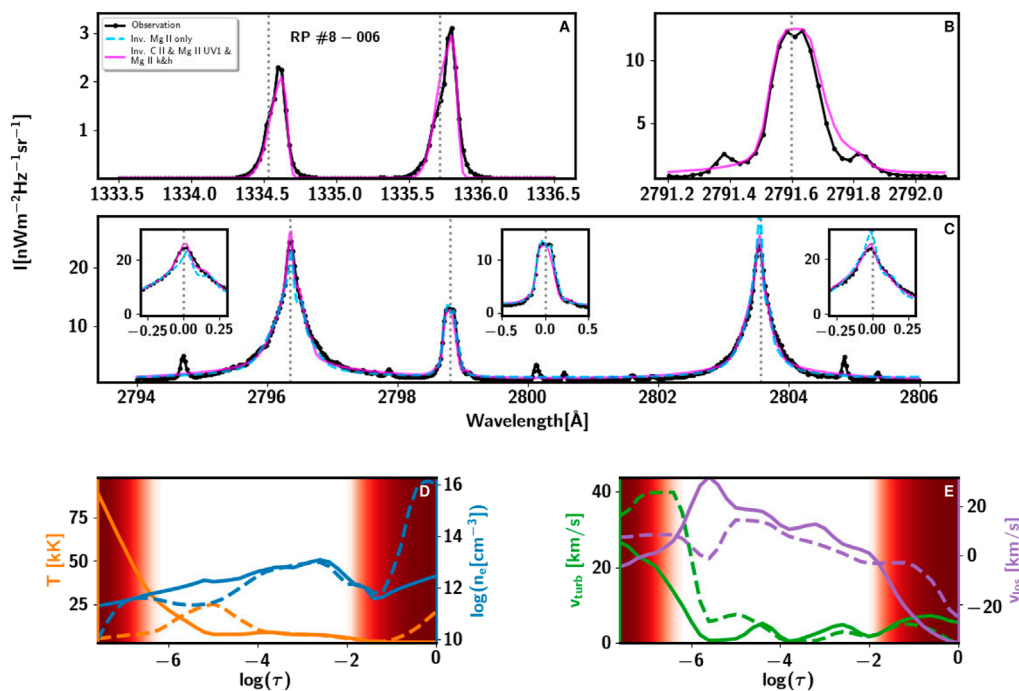 Observation
Inv. Mg II only
Inv. C II & Mg II UV1 &
Mg II k&h
RP #8 − 006
A
B
3
2
1
10
5
1333.5 1334.0 1334.5 1335.0 1335.5 1336.0 1336.5
2791.2 2791.4 2791.6 2791.8 2792.0
I[nWm−2Hz−1sr−1]
C
20
10
20
0
−0.25 0.00 0.25
10
0
−0.5 0.0 0.5
20
0
−0.25 0.00 0.25
2794 2796 2798 2800 2802 2804 2806
Wavelength[Å]
D
T [kK]
75
50
25
16
14
12
10
log(ne[cm−3])
−6 −4 −2 0
log(τ)
E
vturb [km/s]
40
20
0
20
0
−20
vlos [km/s]
−6 −4 −2 0
log(τ)